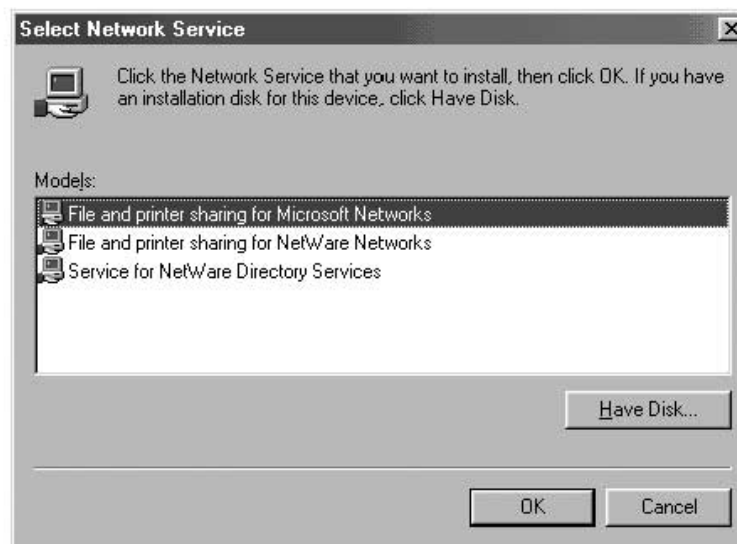 Select Network Service
Click the Network Service that you want to install, then click OK. If you have
an installation disk for this device, click Have Disk.
Models:
File and printer sharing for Microsoft Networks
File and printer sharing for NetWare Networks
Service for NetWare Directory Services
Have Disk...
OK
Cancel